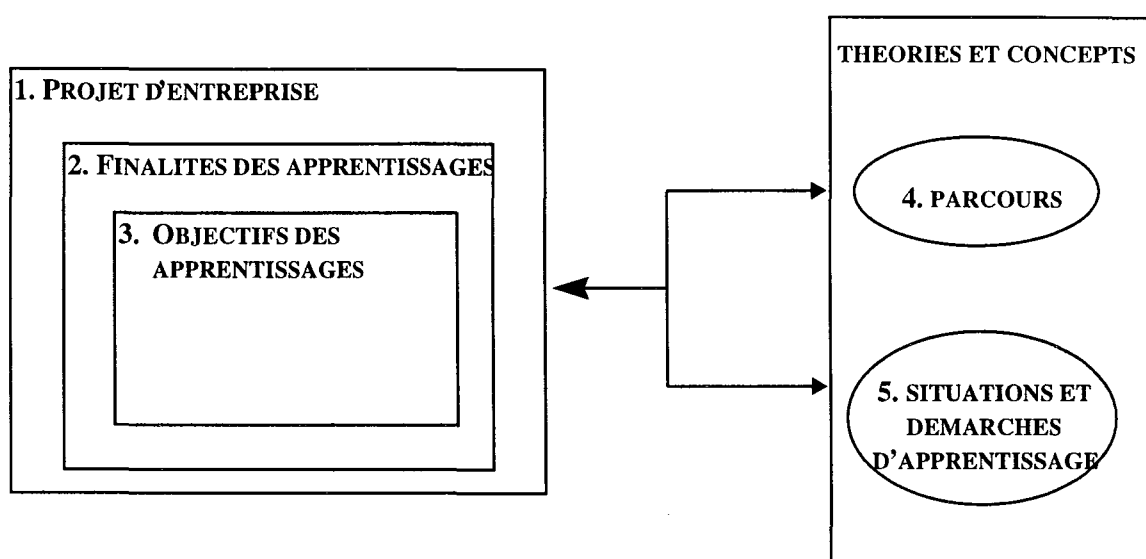 1. PROJET D'ENTREPRISE
2. FINALITES DES APPRENTISSAGES
3. OBJECTIFS DES
APPRENTISSAGES
THEORIES ET CONCEPTS
4. PARCOURS
5. SITUATIONS ET
DEMARCHES
D'APPRENTISSAGE